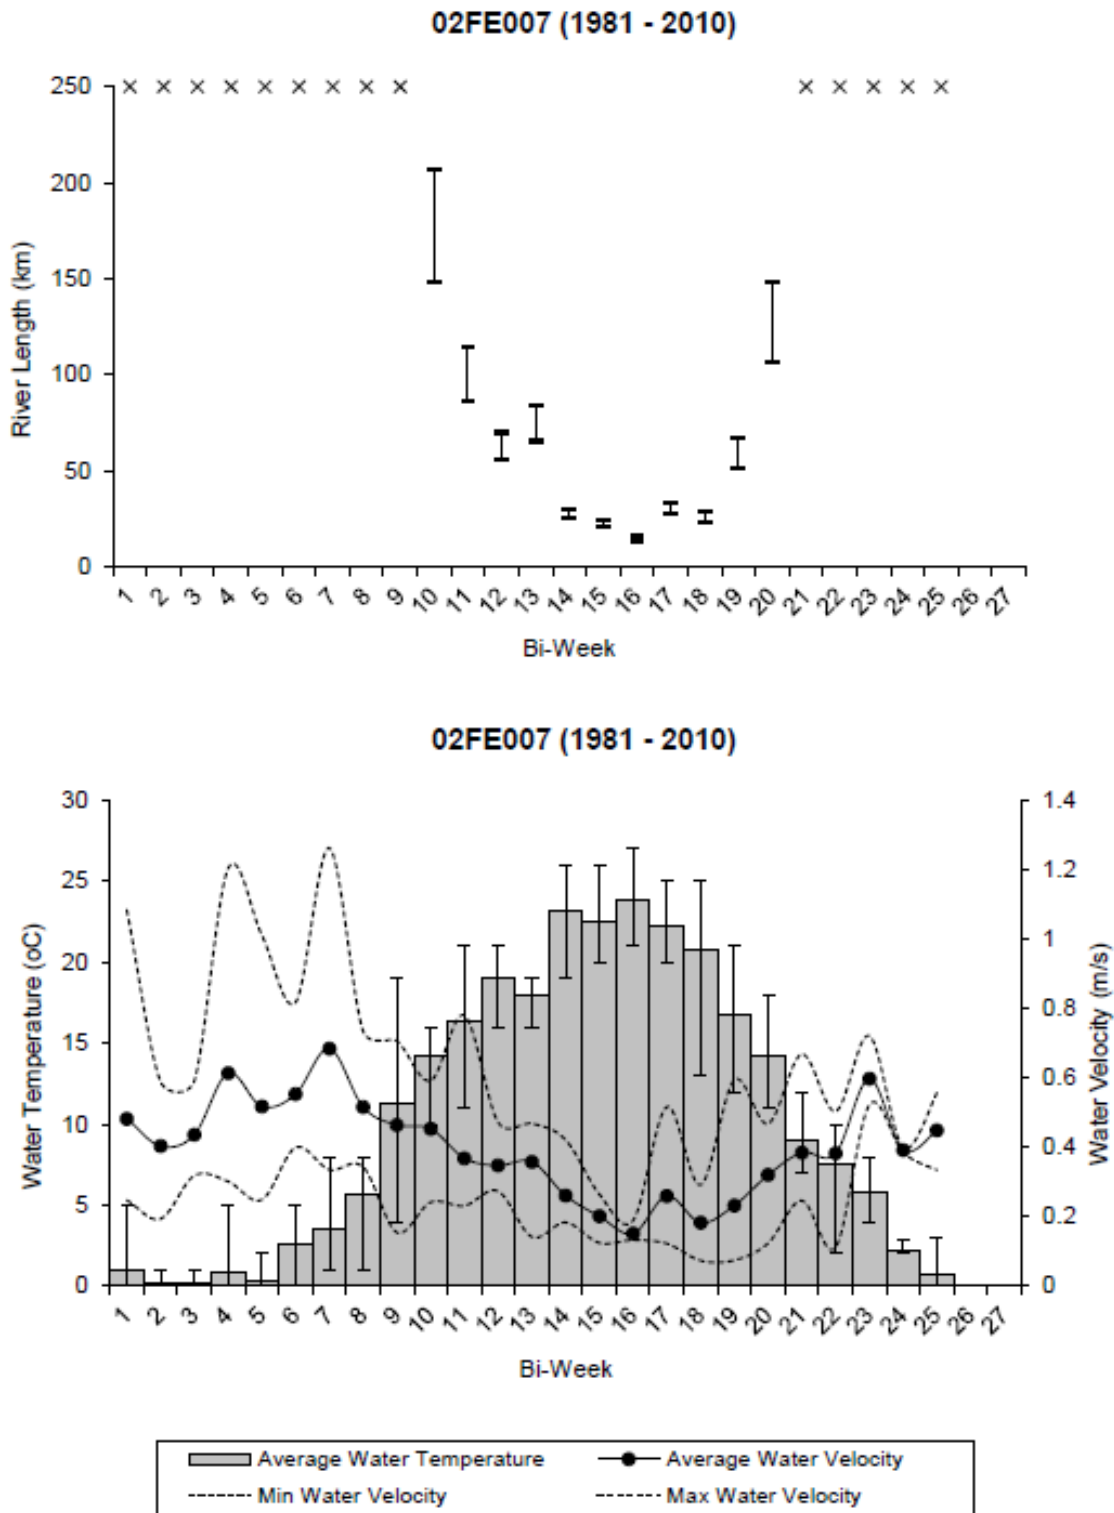 02FE007 (1981 - 2010)
250
200
150
100
50
0
River Length (km)
1 2 3 4 5 6 7 8 9 10 11 12 13 14 15 16 17 18 19 20 21 22 23 24 25 26 27
Bi-Week
02FE007 (1981 - 2010)
30
25
20
15
10
5
0
Water Temperature (oC)
1.4
1.2
1
0.8
0.6
0.4
0.2
0
Water Velocity (m/s)
1 2 3 4 5 6 7 8 9 10 11 12 13 14 15 16 17 18 19 20 21 22 23 24 25 26 27
Bi-Week
Average Water Temperature Average Water Velocity
Min Water Velocity Max Water Velocity